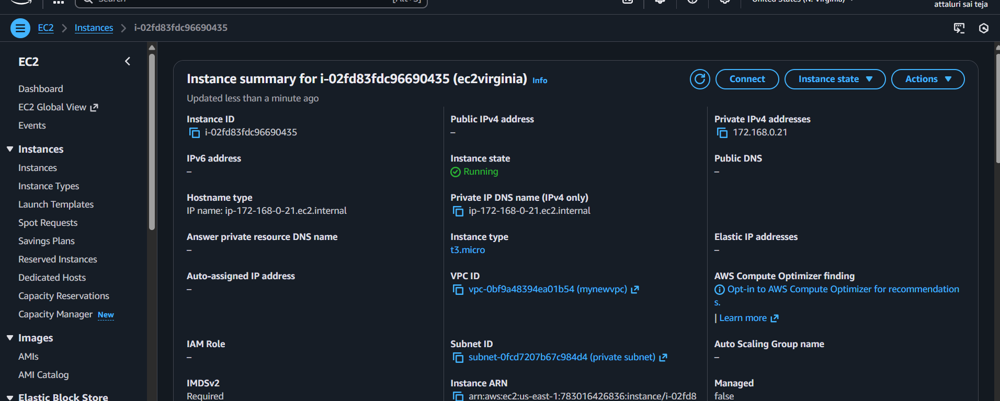 Search
[Alt+S]
United States (N. Virginia)
attaluri sai teja
EC2
Instances
i-02fd83fdc96690435
EC2
Dashboard
EC2 Global View
Events
Instances
Instances
Instance Types
Launch Templates
Spot Requests
Savings Plans
Reserved Instances
Dedicated Hosts
Capacity Reservations
Capacity Manager New
Images
AMIs
AMI Catalog
Elastic Block Store
Instance summary for i-02fd83fdc96690435 (ec2virginia) Info
Updated less than a minute ago
Connect
Instance state
Actions
Instance ID
i-02fd83fdc96690435
Public IPv4 address
–
Private IPv4 addresses
172.168.0.21
IPv6 address
–
Instance state
Running
Public DNS
–
Hostname type
IP name: ip-172-168-0-21.ec2.internal
Private IP DNS name (IPv4 only)
ip-172-168-0-21.ec2.internal
Answer private resource DNS name
–
Instance type
t3.micro
Elastic IP addresses
–
Auto-assigned IP address
–
VPC ID
vpc-0bf9a48394ea01b54 (mynewvpc)
AWS Compute Optimizer finding
Opt-in to AWS Compute Optimizer for recommendation
s.
| Learn more
IAM Role
–
Subnet ID
subnet-0fcd7207b67c984d4 (private subnet)
Auto Scaling Group name
–
IMDSv2
Required
Instance ARN
arn:aws:ec2:us-east-1:783016426836:instance/i-02fd8
Managed
false